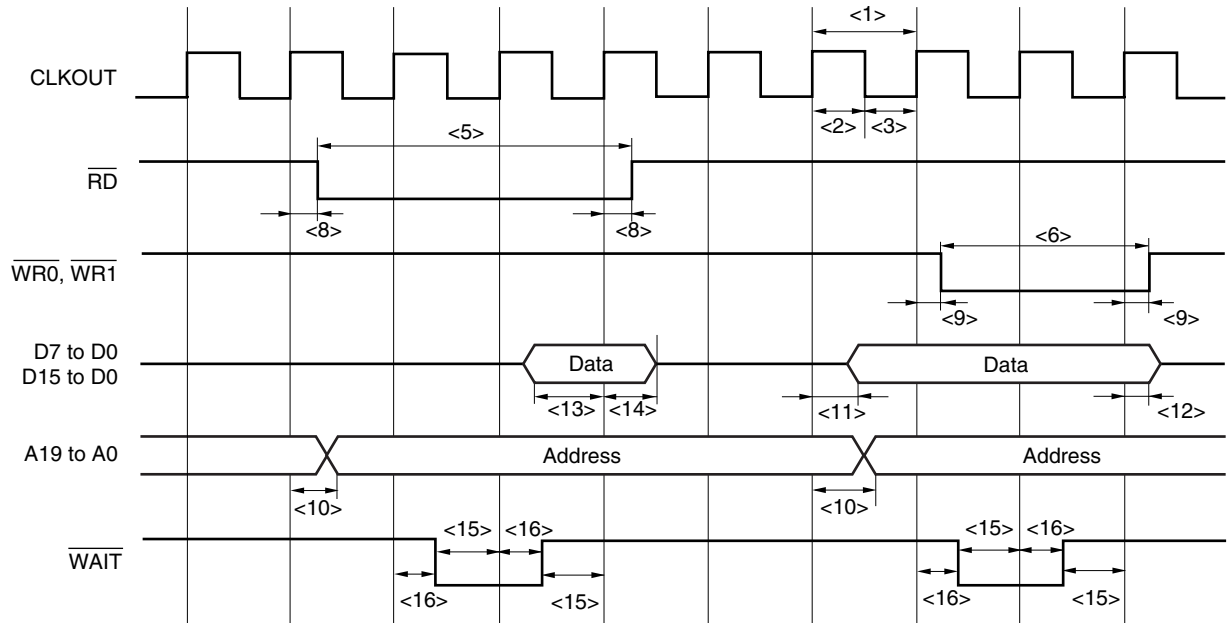 <1>
CLKOUT
<2> <3>
<5>
RD
<8> <8>
<6>
WR0, WR1
<9> <9>
D7 to D0
D15 to D0
Data Data
<13> <14> <11> <12>
A19 to A0
Address Address
<10> <10>
<15> <16> <15> <16>
WAIT
<16> <15> <16> <15>